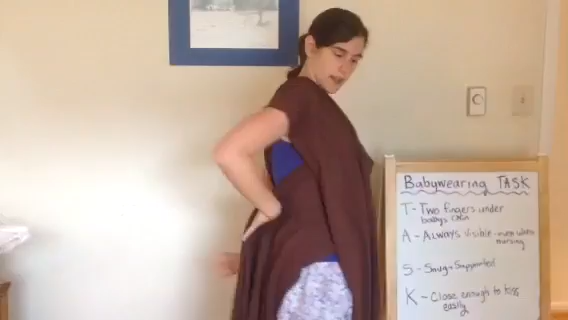 Babywearing TASK
T - Two fingers under
baby's chin
A - Always visible - even when
nursing
S - Snug + Supported
K - Close enough to kiss
easily